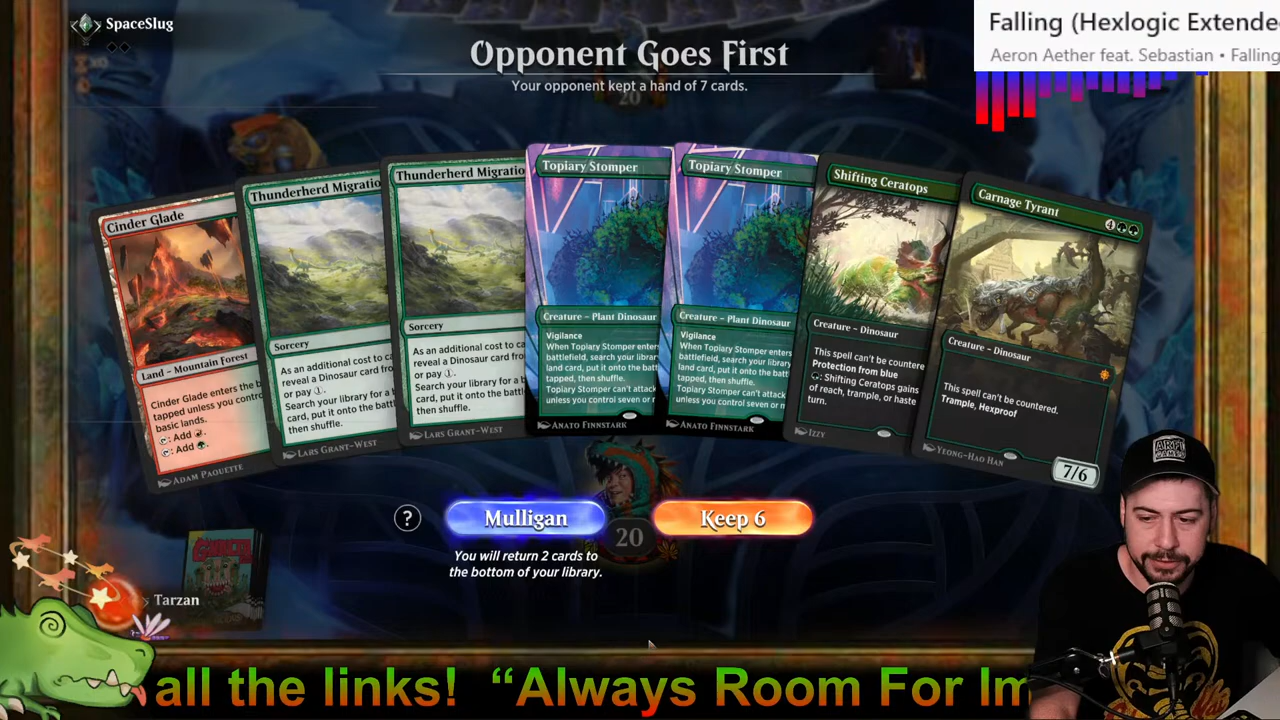 SpaceSlug
Opponent Goes First
Your opponent kept a hand of 7 cards.
20
Falling (Hexlogic Extende
Aeron Aether feat. Sebastian • Falling
Cinder Glade
Land – Mountain Forest
Cinder Glade enters the b
tapped unless you contro
basic lands.
: Add
: Add
ADAM PAQUETTE
Thunderherd Migratio
Sorcery
As an additional cost to ca
reveal a Dinosaur card fro
or pay 1.
Search your library for a b
card, put it onto the battl
then shuffle.
LARS GRANT-WEST
Thunderherd Migratio
Sorcery
As an additional cost to c
reveal a Dinosaur card fro
or pay 1.
Search your library for a b
card, put it onto the batt
then shuffle.
LARS GRANT-WEST
Topiary Stomper
Creature – Plant Dinosaur
Vigilance
When Topiary Stomper enters
battlefield, search your library
land card, put it onto the batt
tapped, then shuffle.
Topiary Stomper can't attack
unless you control seven or
ANATO FINNSTARK
Topiary Stomper
Creature – Plant Dinosaur
Vigilance
When Topiary Stomper enters
battlefield, search your library
land card, put it onto the batt
tapped, then shuffle.
Topiary Stomper can't attack
unless you control seven or
ANATO FINNSTARK
Shifting Ceratops
Creature – Dinosaur
This spell can't be countere
Protection from blue
: Shifting Ceratops gains
of reach, trample, or haste
turn.
IZZY
Carnage Tyrant 4
Creature – Dinosaur
This spell can't be countered.
Trample, Hexproof
YEONG-HAO HAN
7/6
?
Mulligan
Keep 6
20
You will return 2 cards to
the bottom of your library.
Tarzan
all the links! “Always Room For Im